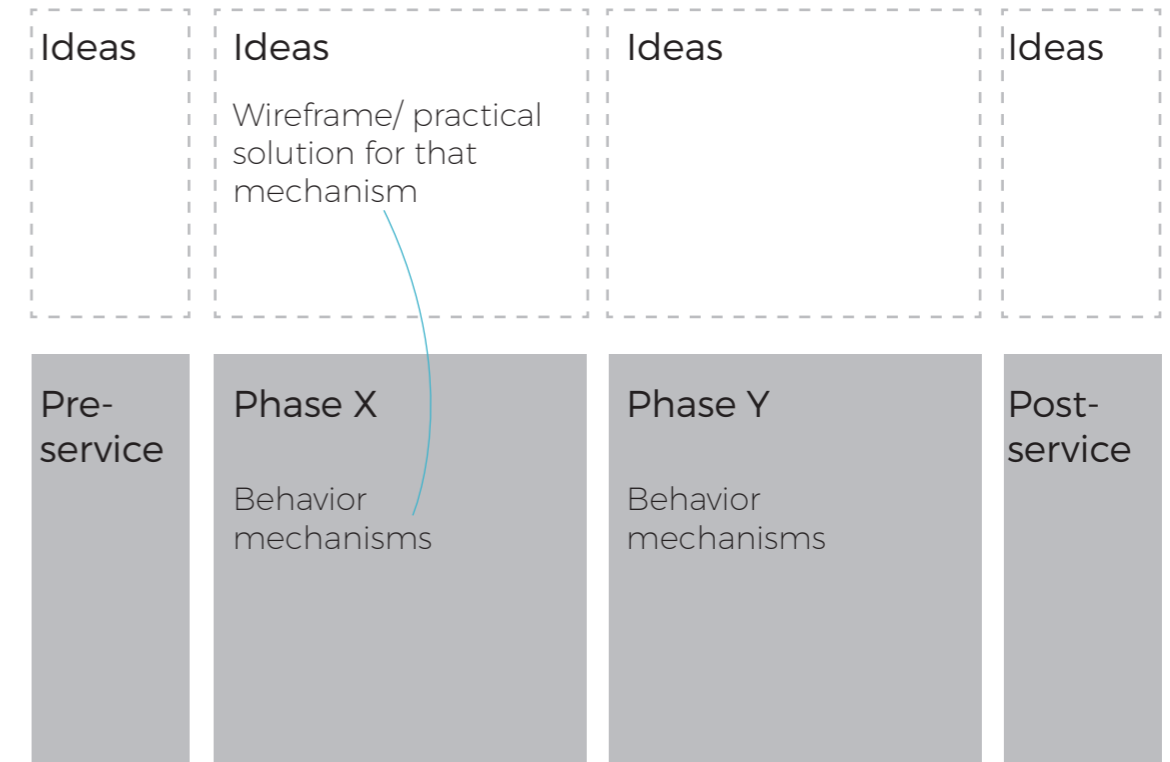 Ideas
Ideas
Wireframe/ practical
solution for that
mechanism
Ideas
Ideas
Pre-
service
Phase X
Behavior
mechanisms
Phase Y
Behavior
mechanisms
Post-
service